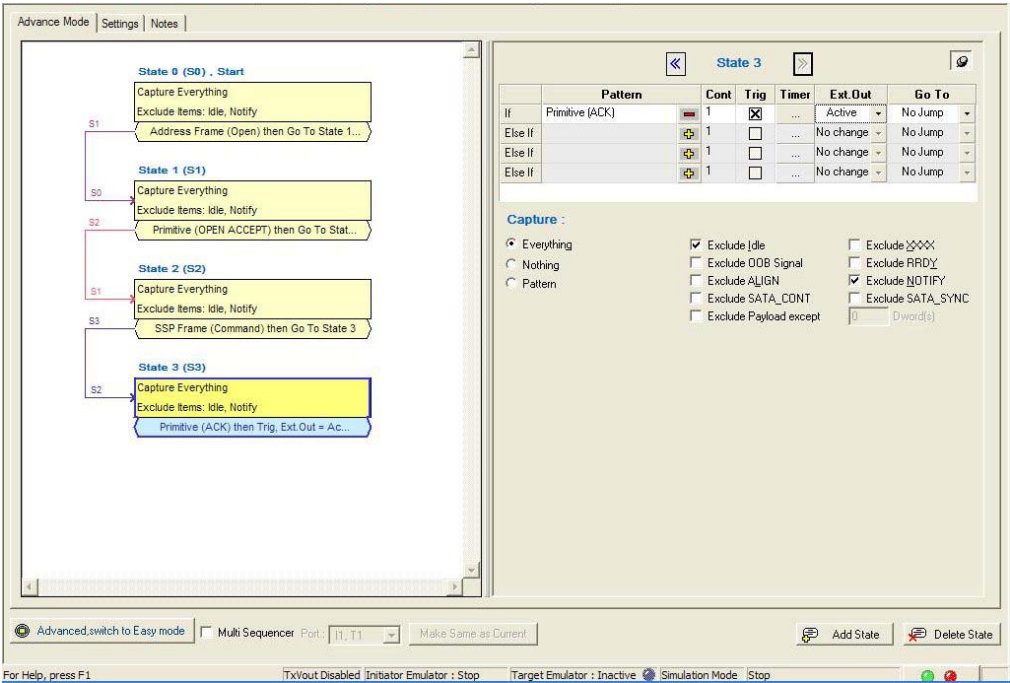 Advance Mode Settings Notes
State 0 (S0) , Start
Capture Everything
Exclude Items: Idle, Notify
Address Frame (Open) then Go To State 1...
S1
State 1 (S1)
S0
Capture Everything
Exclude Items: Idle, Notify
S2
Primitive (OPEN ACCEPT) then Go To Stat...
State 2 (S2)
S1
Capture Everything
Exclude Items: Idle, Notify
S3
SSP Frame (Command) then Go To State 3
State 3 (S3)
S2
Capture Everything
Exclude Items: Idle, Notify
Primitive (ACK) then Trig, Ext.Out = Ac...
State 3
Pattern Cont Trig Timer Ext.Out Go To
If Primitive (ACK) 1 ... Active No Jump
Else If 1 ... No change No Jump
Else If 1 ... No change No Jump
Else If 1 ... No change No Jump
Capture :
Everything
Nothing
Pattern
Exclude Idle
Exclude OOB Signal
Exclude ALIGN
Exclude SATA_CONT
Exclude Payload except
Exclude XXXX
Exclude RRDY
Exclude NOTIFY
Exclude SATA_SYNC
0 Dword(s)
Advanced,switch to Easy mode Multi Sequencer Port : I1, T1 Make Same as Current Add State Delete State
For Help, press F1 TxVout Disabled Initiator Emulator : Stop Target Emulator : Inactive Simulation Mode Stop